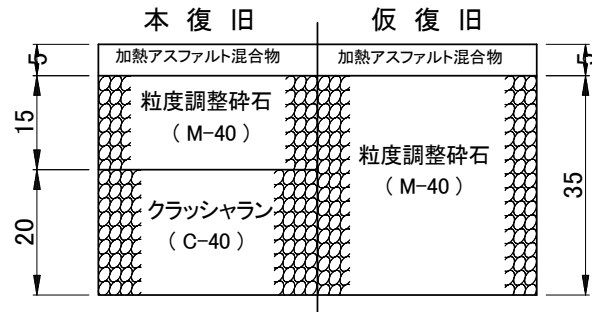 本復旧
仮復旧
5
加熱アスファルト混合物
加熱アスファルト混合物
5
15
粒度調整砕石
( M-40 )
粒度調整砕石
( M-40 )
35
20
クラッシャラン
( C-40 )